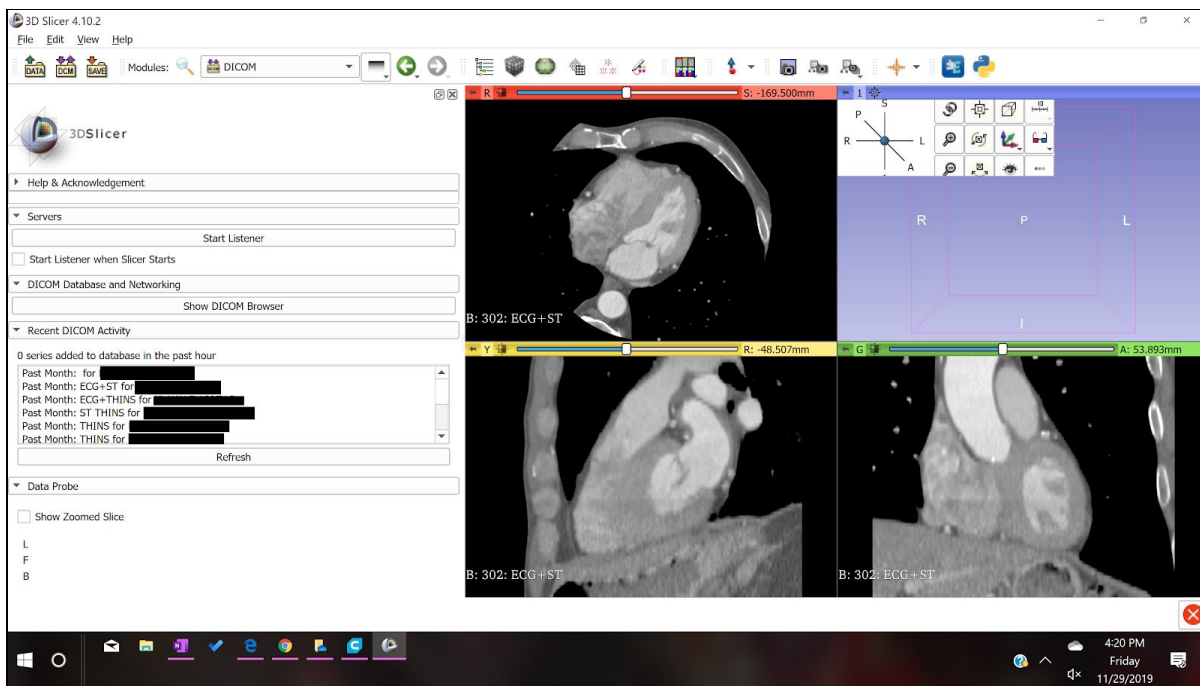 3D Slicer 4.10.2
File Edit View Help
DATA DCM SAVE Modules: DICOM
3DSlicer
Help & Acknowledgement
Servers
Start Listener
Start Listener when Slicer Starts
DICOM Database and Networking
Show DICOM Browser
Recent DICOM Activity
0 series added to database in the past hour
Past Month: for
Past Month: ECG+ST for
Past Month: ECG+THINS for
Past Month: ST THINS for
Past Month: THINS for
Past Month: THINS for
Refresh
Data Probe
Show Zoomed Slice
L
F
B
R S: -169.500mm
B: 302: ECG+ST
1
S
P
R L
A
R P L
I
Y R: -48.507mm
B: 302: ECG+ST
G A: 53.893mm
B: 302: ECG+ST
4:20 PM
Friday
11/29/2019